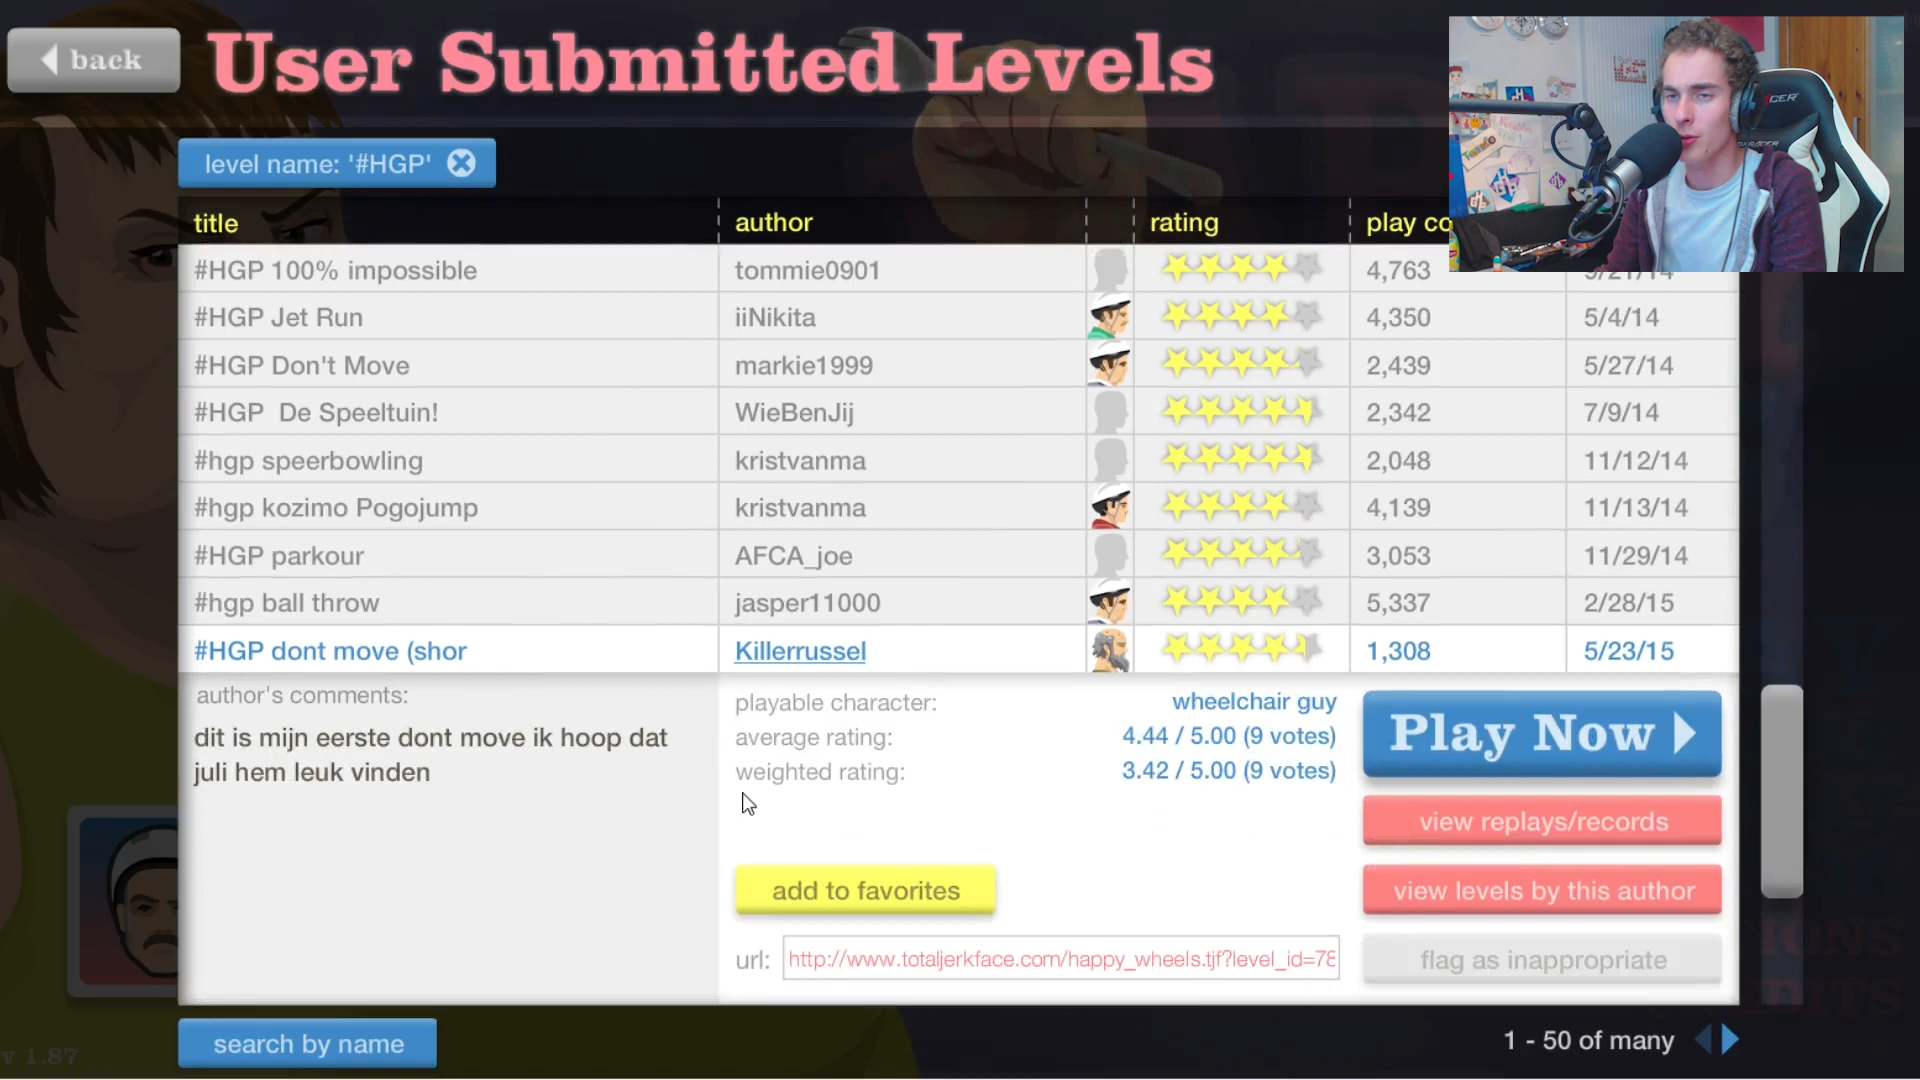 back
User Submitted Levels
level name: '#HGP'
title author rating play co
#HGP 100% impossible tommie0901 4,763
#HGP Jet Run iiNikita 4,350 5/4/14
#HGP Don't Move markie1999 2,439 5/27/14
#HGP De Speeltuin! WieBenJij 2,342 7/9/14
#hgp speerbowling kristvanma 2,048 11/12/14
#hgp kozimo Pogojump kristvanma 4,139 11/13/14
#HGP parkour AFCA_joe 3,053 11/29/14
#hgp ball throw jasper11000 5,337 2/28/15
#HGP dont move (shor Killerrussel 1,308 5/23/15
author's comments:
dit is mijn eerste dont move ik hoop dat
juli hem leuk vinden
playable character: wheelchair guy
average rating: 4.44 / 5.00 (9 votes)
weighted rating: 3.42 / 5.00 (9 votes)
Play Now
view replays/records
add to favorites
view levels by this author
url: http://www.totaljerkface.com/happy_wheels.tjf?level_id=78
flag as inappropriate
search by name
1 - 50 of many
v 1.87